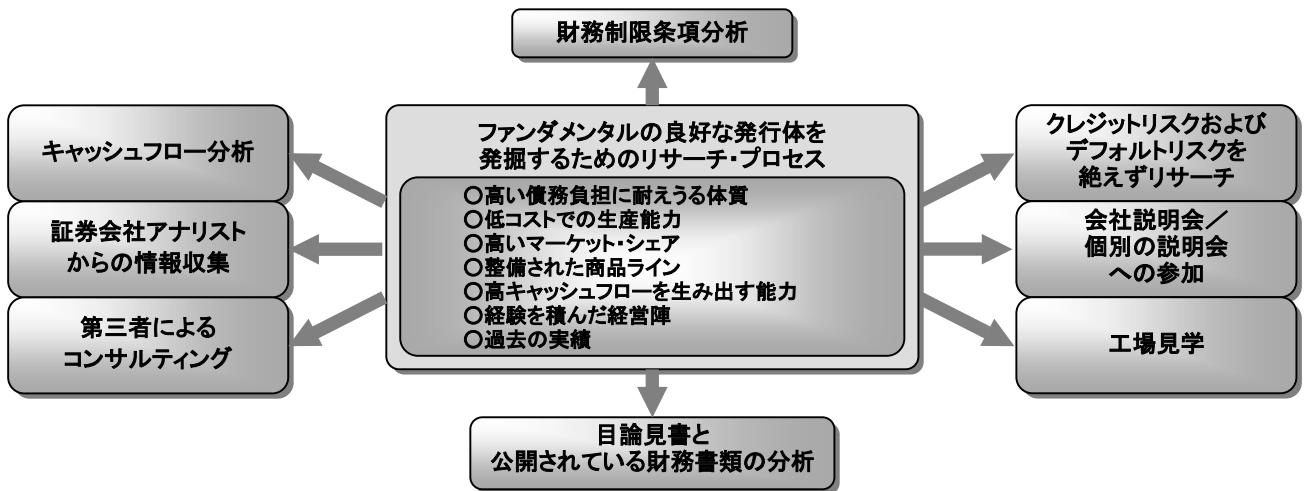 財務制限条項分析
キャッシュフロー分析
証券会社アナリスト
からの情報収集
第三者による
コンサルティング
ファンダメンタルの良好な発行体を
発掘するためのリサーチ・プロセス
○高い債務負担に耐えうる体質
○低コストでの生産能力
○高いマーケット・シェア
○整備された商品ライン
○高キャッシュフローを生み出す能力
○経験を積んだ経営陣
○過去の実績
クレジットリスクおよび
デフォルトリスクを
絶えずリサーチ
会社説明会／
個別の説明会
への参加
工場見学
目論見書と
公開されている財務書類の分析